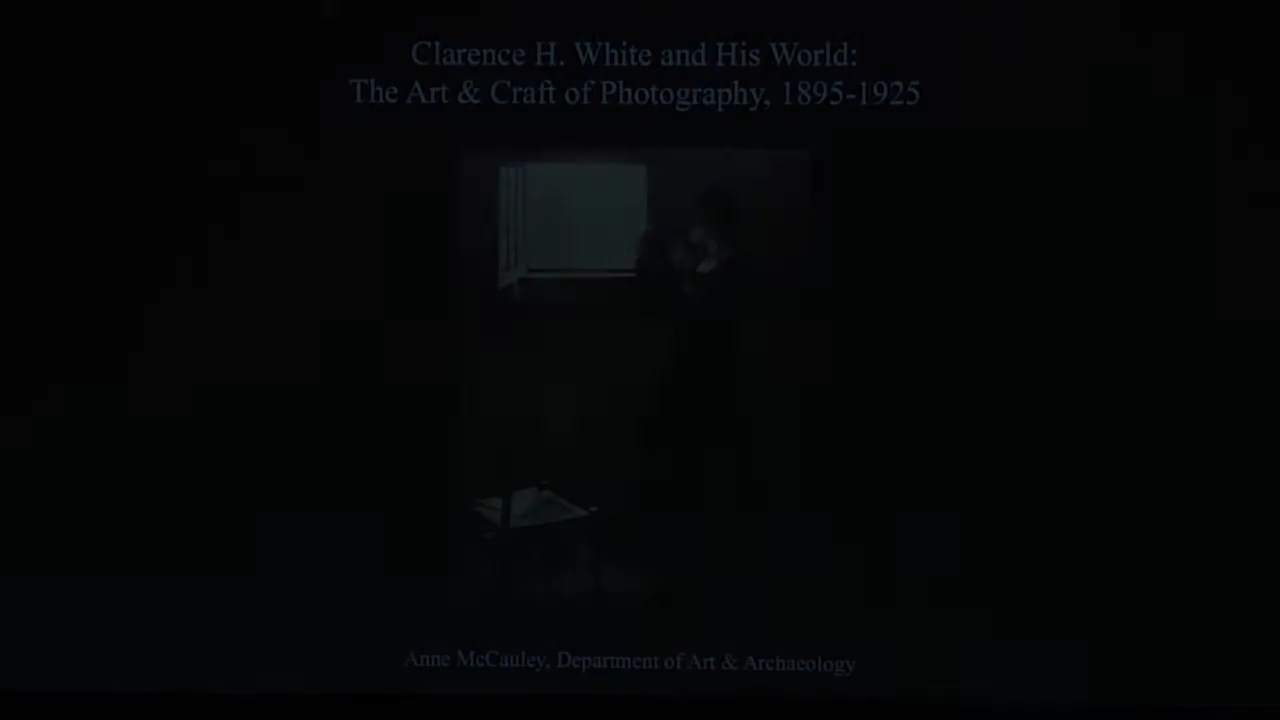 Clarence H. White and His World:
The Art & Craft of Photography, 1895-1925
Anne McCauley, Department of Art & Archaeology